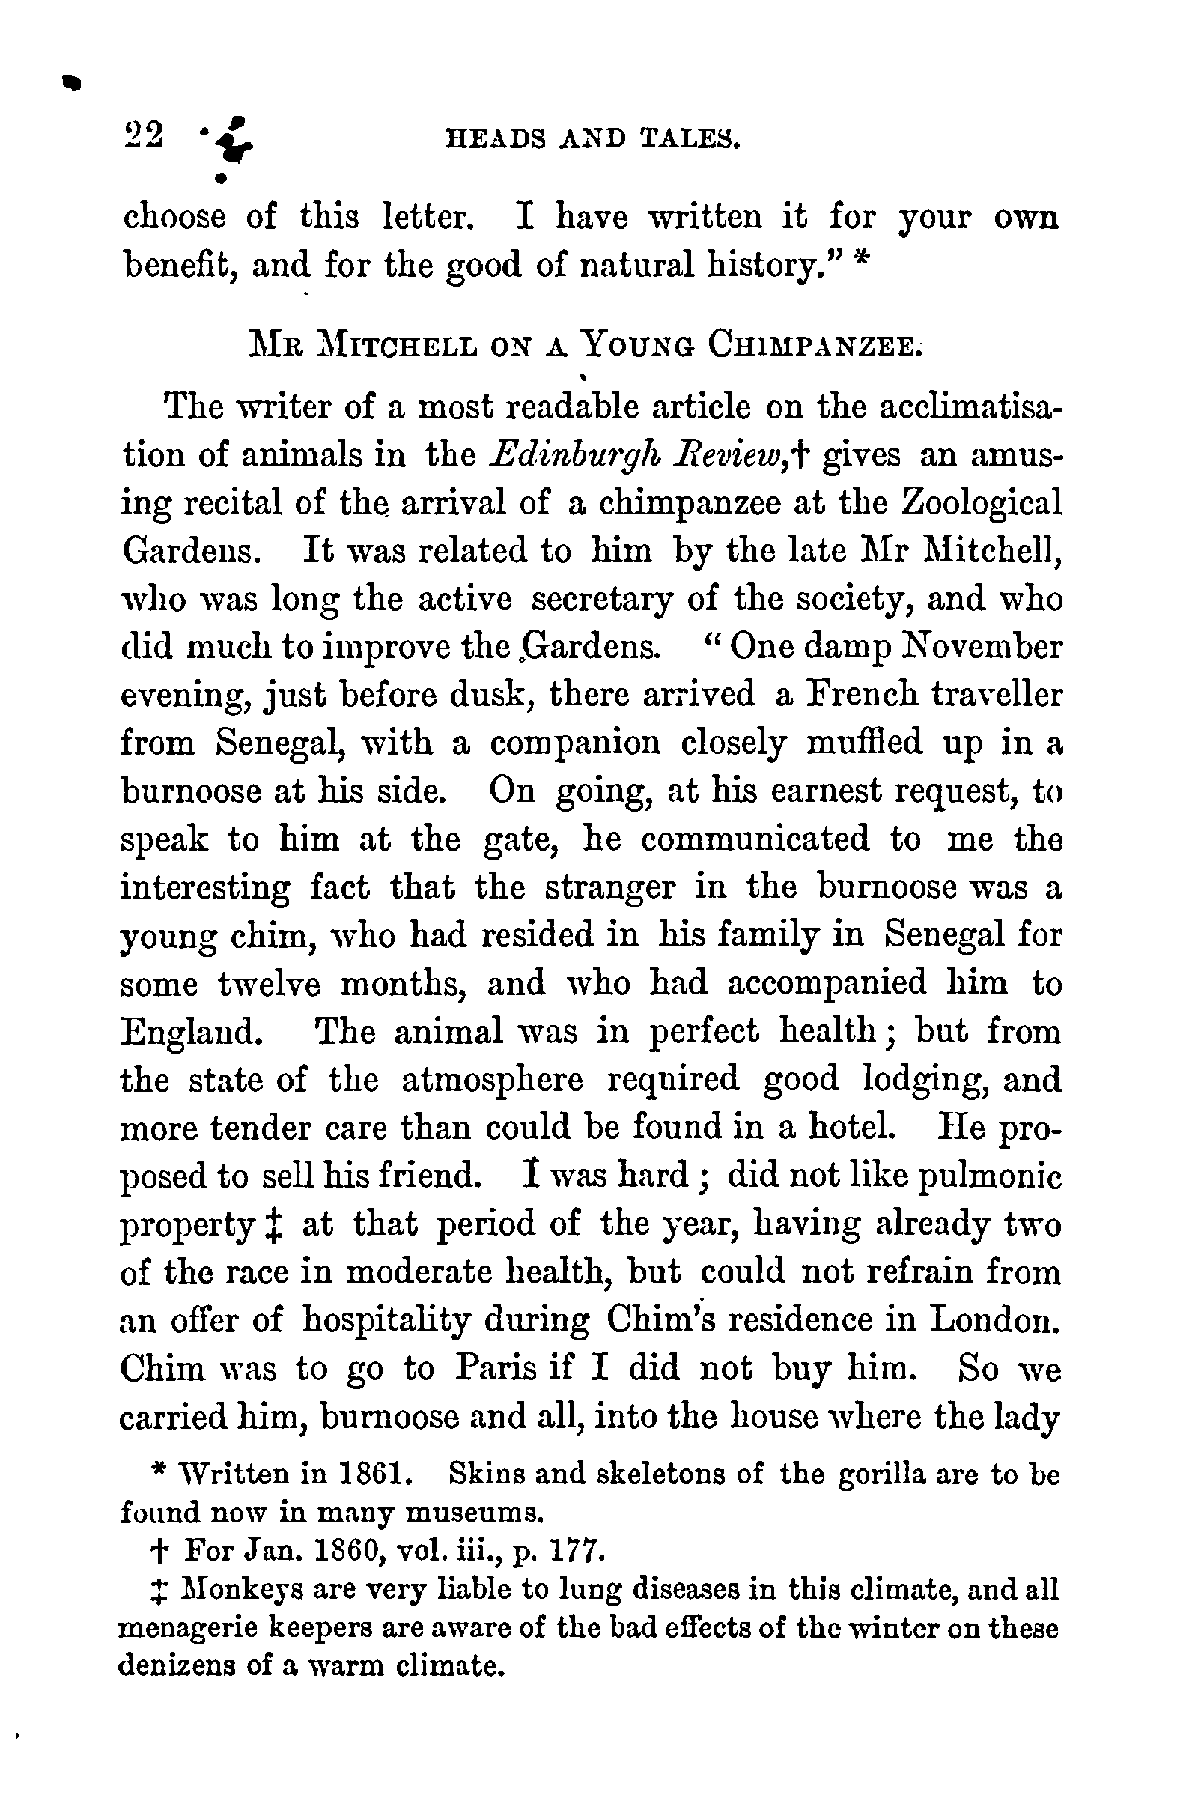 22 HEADS AND TALES.
choose of this letter. I have written it for your own
benefit, and for the good of natural history.” *
MR MITCHELL ON A YOUNG CHIMPANZEE.
The writer of a most readable article on the acclimatisa-
tion of animals in the Edinburgh Review,† gives an amus-
ing recital of the arrival of a chimpanzee at the Zoological
Gardens. It was related to him by the late Mr Mitchell,
who was long the active secretary of the society, and who
did much to improve the Gardens. “ One damp November
evening, just before dusk, there arrived a French traveller
from Senegal, with a companion closely muffled up in a
burnoose at his side. On going, at his earnest request, to
speak to him at the gate, he communicated to me the
interesting fact that the stranger in the burnoose was a
young chim, who had resided in his family in Senegal for
some twelve months, and who had accompanied him to
England. The animal was in perfect health ; but from
the state of the atmosphere required good lodging, and
more tender care than could be found in a hotel. He pro-
posed to sell his friend. I was hard ; did not like pulmonic
property ‡ at that period of the year, having already two
of the race in moderate health, but could not refrain from
an offer of hospitality during Chim’s residence in London.
Chim was to go to Paris if I did not buy him. So we
carried him, burnoose and all, into the house where the lady
* Written in 1861. Skins and skeletons of the gorilla are to be
found now in many museums.
† For Jan. 1860, vol. iii., p. 177.
‡ Monkeys are very liable to lung diseases in this climate, and all
menagerie keepers are aware of the bad effects of the winter on these
denizens of a warm climate.